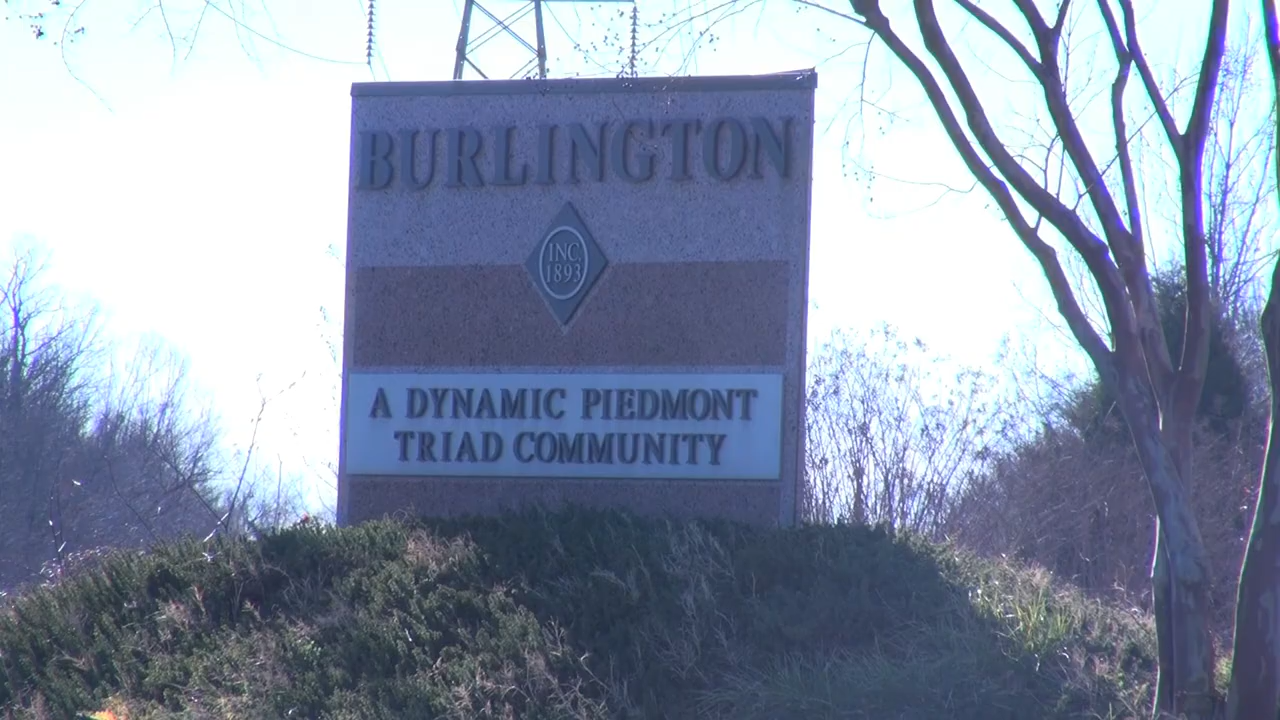 BURLINGTON
INC.
1893
A DYNAMIC PIEDMONT
TRIAD COMMUNITY